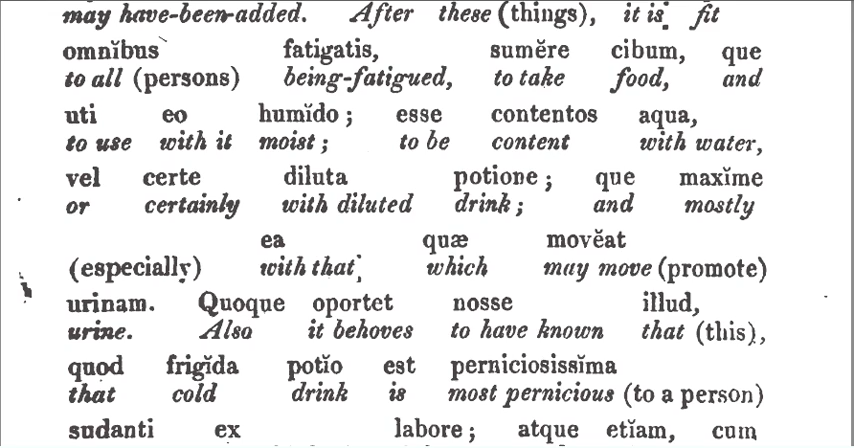 may have-been-added. After these (things), it is fit
omnĭbus fatigatis, sumĕre cibum, que
to all (persons) being-fatigued, to take food, and
uti eo humĭdo; esse contentos aqua,
to use with it moist; to be content with water,
vel certe diluta potione; que maxĭme
or certainly with diluted drink; and mostly
ea quæ movĕat
(especially) with that, which may move (promote)
urinam. Quoque oportet nosse illud,
urine. Also it behoves to have known that (this),
quod frigĭda potĭo est perniciosissĭma
that cold drink is most pernicious (to a person)
sudanti ex labore; atque etĭam, cum